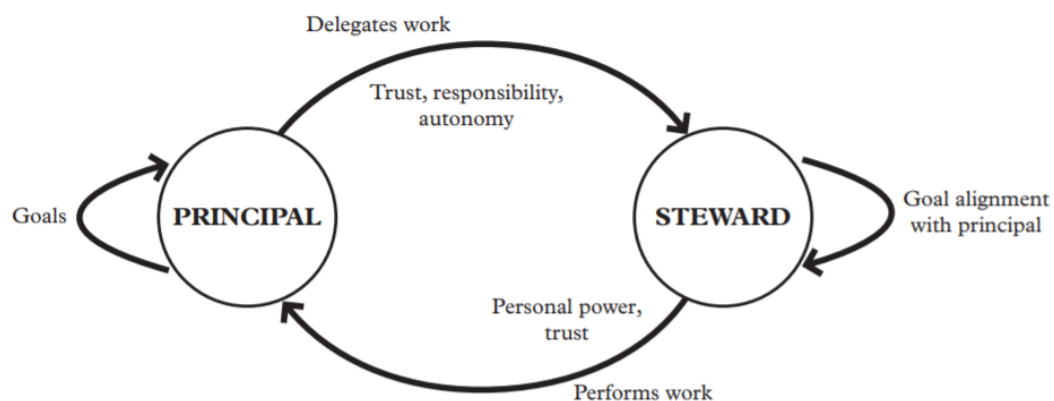 Delegates work
Trust, responsibility,
autonomy
Goals
PRINCIPAL
STEWARD
Goal alignment
with principal
Personal power,
trust
Performs work